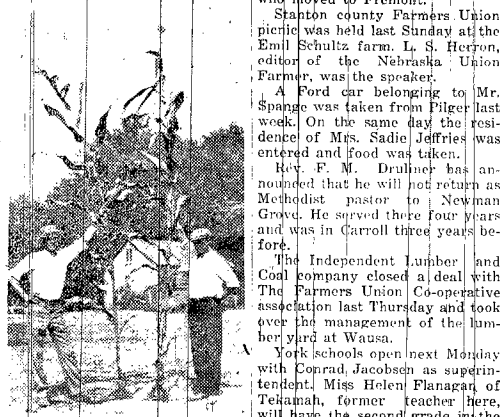 who moved to Fremont.
Stanton county Farmers Union
picnic was held last Sunday at the
Emil Schultz farm. L. S. Herron,
editor of the Nebraska Union
Farmer, was the speaker.
A Ford car belonging to Mr.
Spange was taken from Pilger last
week. On the same day the resi-
dence of Mrs. Sadie Jeffries was
entered and food was taken.
Rev. F. M. Druliner has an-
nounced that he will not return as
Methodist pastor to Newman
Grove. He served there four years
and was in Carroll three years be-
fore.
The Independent Lumber and
Coal company closed a deal with
The Farmers Union Co-operative
association last Thursday and took
over the management of the lum-
ber yard at Wausa.
York schools open next Monday
with Conrad Jacobsen as superin-
tendent. Miss Helen Flanagan of
Tekamah, former teacher here,
will have the second grade in the